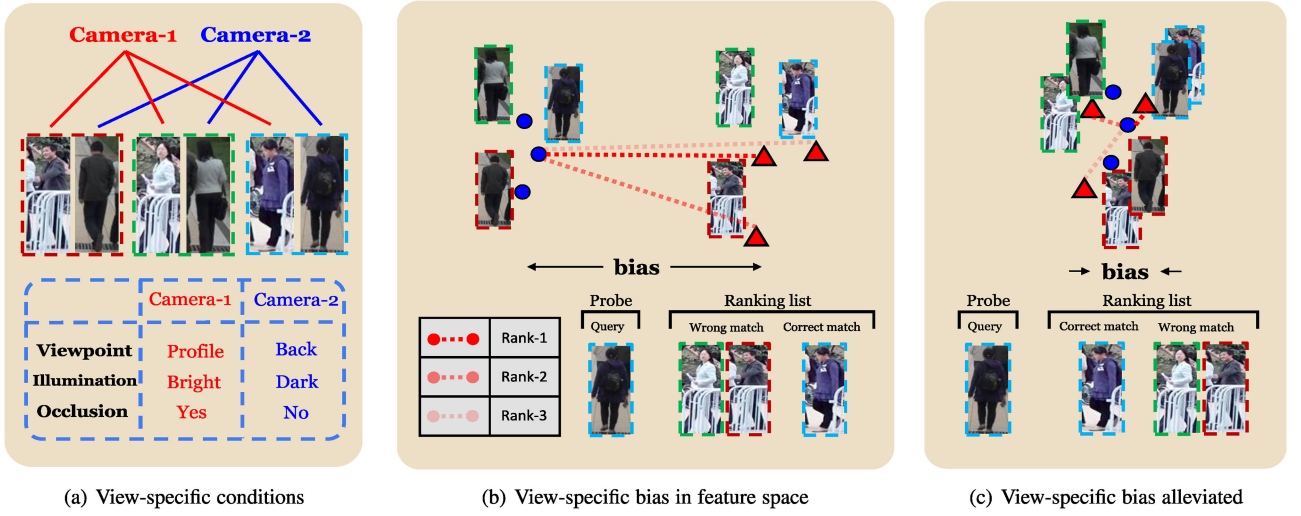 Camera-1 Camera-2
Camera-1 Camera-2
Viewpoint Profile Back
Illumination Bright Dark
Occlusion Yes No
(a) View-specific conditions
bias
Rank-1
Rank-2
Rank-3
Probe Ranking list
Query Wrong match Correct match
(b) View-specific bias in feature space
bias
Probe Ranking list
Query Correct match Wrong match
(c) View-specific bias alleviated